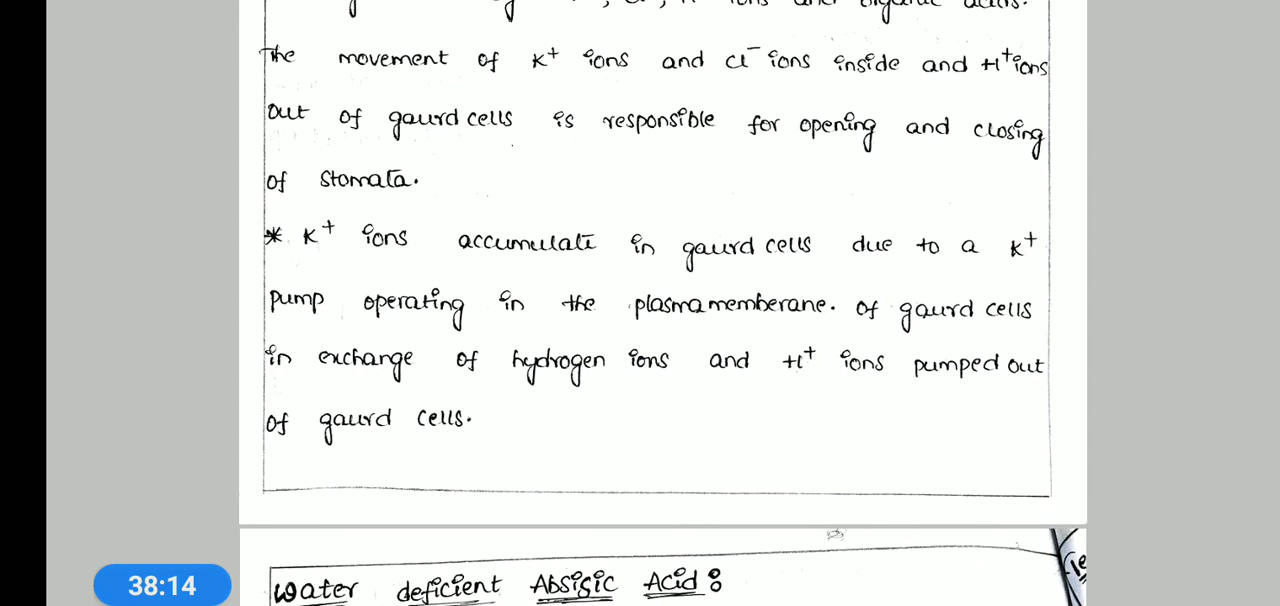 The movement of K+ ions and Cl- ions inside and H+ ions
out of gaurd cells is responsible for opening and closing
of stomata.
* K+ ions accumulate in gaurd cells due to a K+
pump operating in the plasmamemberane. of gaurd cells
in exchange of hydrogen ions and H+ ions pumped out
of gaurd cells.
38:14
Water deficient Absisic Acid: